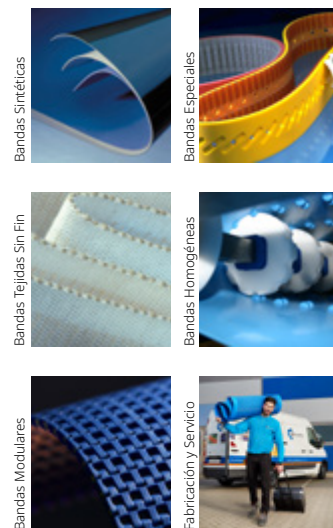 Bandas Sintéticas
Bandas Especiales
Bandas Tejidas Sin Fin
Bandas Homogéneas
Bandas Modulares
Fabricación y Servicio